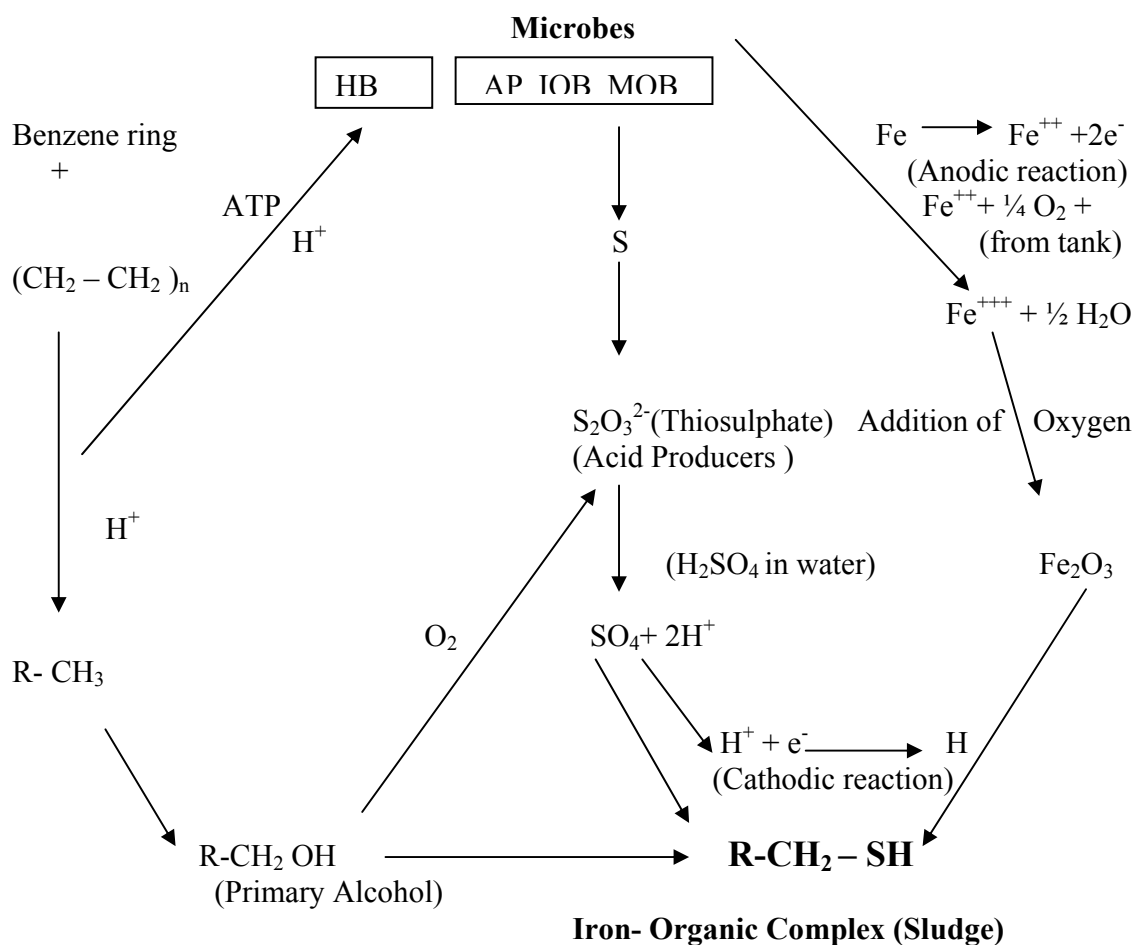 Microbes
HB
AP IOB MOB
Benzene ring
+
Fe → Fe⁺⁺ +2e⁻
(Anodic reaction)
ATP
H⁺
Fe⁺⁺+ ¼ O₂ +
(from tank)
S
(CH₂ – CH₂ )ₙ
Fe⁺⁺⁺ + ½ H₂O
S₂O₃²⁻(Thiosulphate)
(Acid Producers )
Addition of Oxygen
H⁺
(H₂SO₄ in water)
Fe₂O₃
O₂
SO₄+ 2H⁺
R- CH₃
H⁺ + e⁻ → H
(Cathodic reaction)
R-CH₂ OH
(Primary Alcohol)
R-CH₂ – SH
Iron- Organic Complex (Sludge)